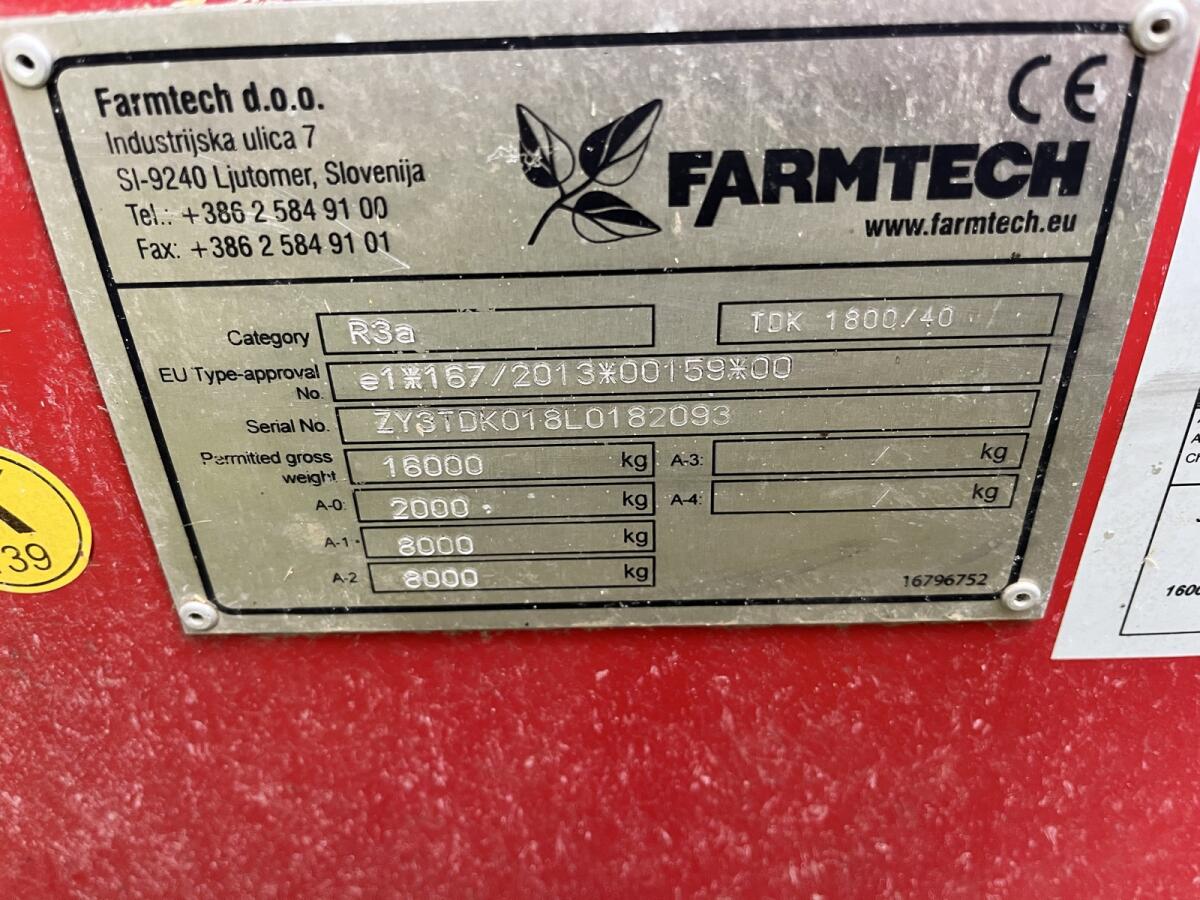 Farmtech d.o.o.
Industrijska ulica 7
SI-9240 Ljutomer, Slovenija
Tel.: +386 2 584 91 00
Fax: +386 2 584 91 01
CE
FARMTECH
www.farmtech.eu
Category R3a TDK 1800/40
EU Type-approval No. e1*167/2013*00159*00
Serial No. ZY3TDK018L0182093
Permitted gross weight 16000 kg A-3: / kg
A-0: 2000 kg A-4: / kg
A-1 8000 kg
A-2 8000 kg
16796752
39